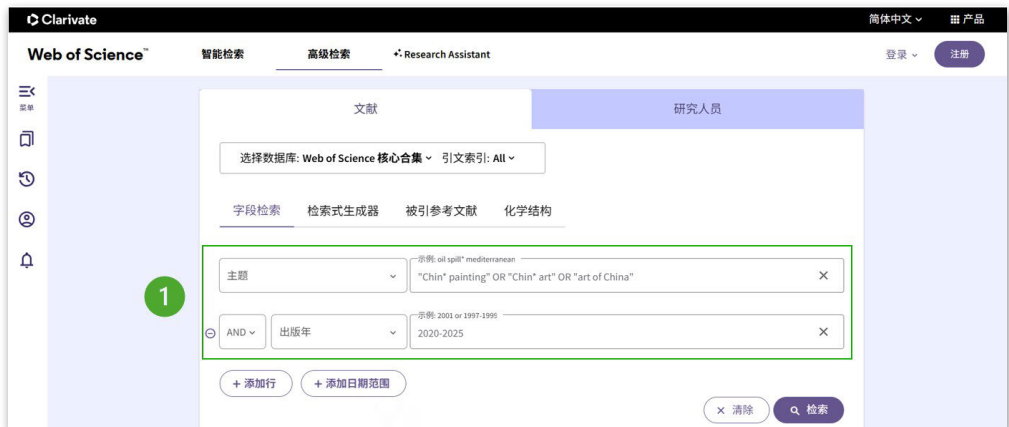 Clarivate 简体中文 产品
Web of Science™ 智能检索 高级检索 Research Assistant 登录 注册
菜单
文献 研究人员
选择数据库: Web of Science 核心合集 引文索引: All
字段检索 检索式生成器 被引参考文献 化学结构
示例: oil spill* mediterranean
主题 "Chin* painting" OR "Chin* art" OR "art of China"
1
示例: 2001 or 1997-1999
AND 出版年 2020-2025
+ 添加行 + 添加日期范围
× 清除 检索